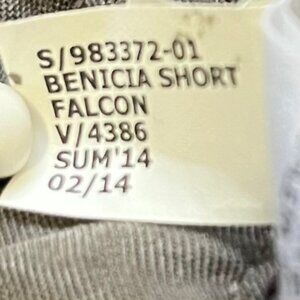 S/983372-01
BENICIA SHORT
FALCON
V/4386
SUM'14
02/14